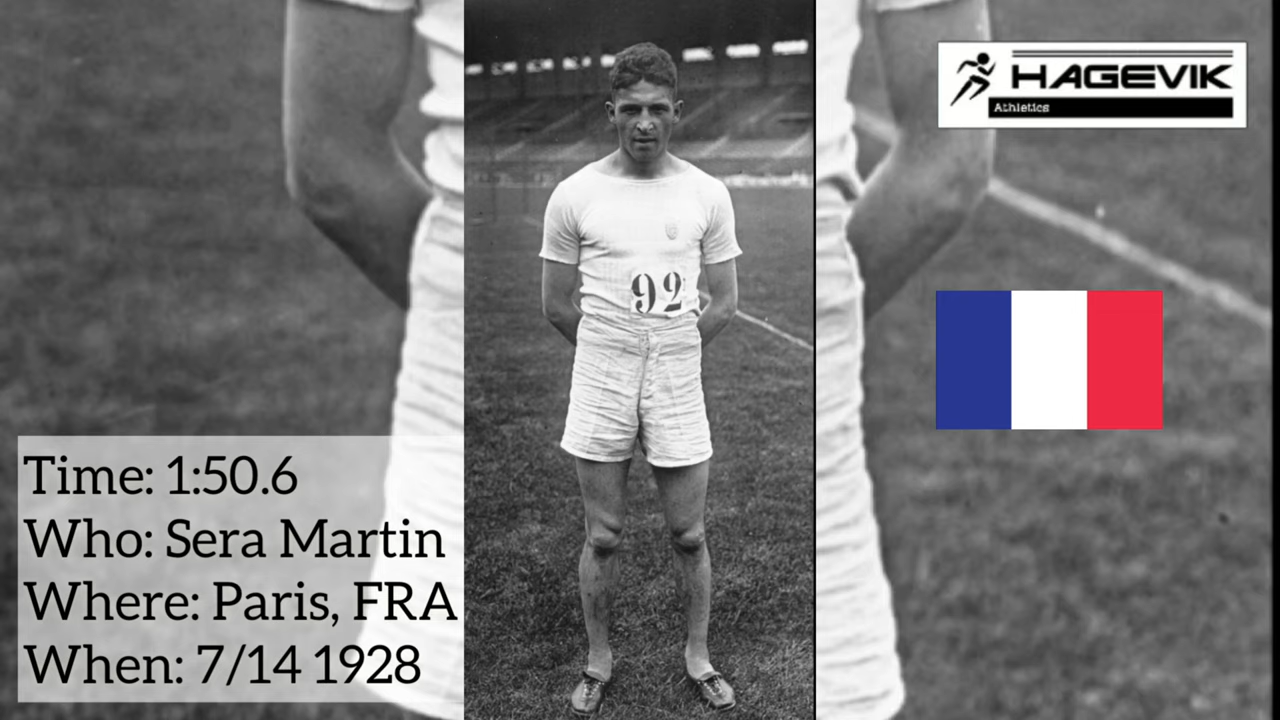 HAGEVIK
Athletics
92
Time: 1:50.6
Who: Sera Martin
Where: Paris, FRA
When: 7/14 1928